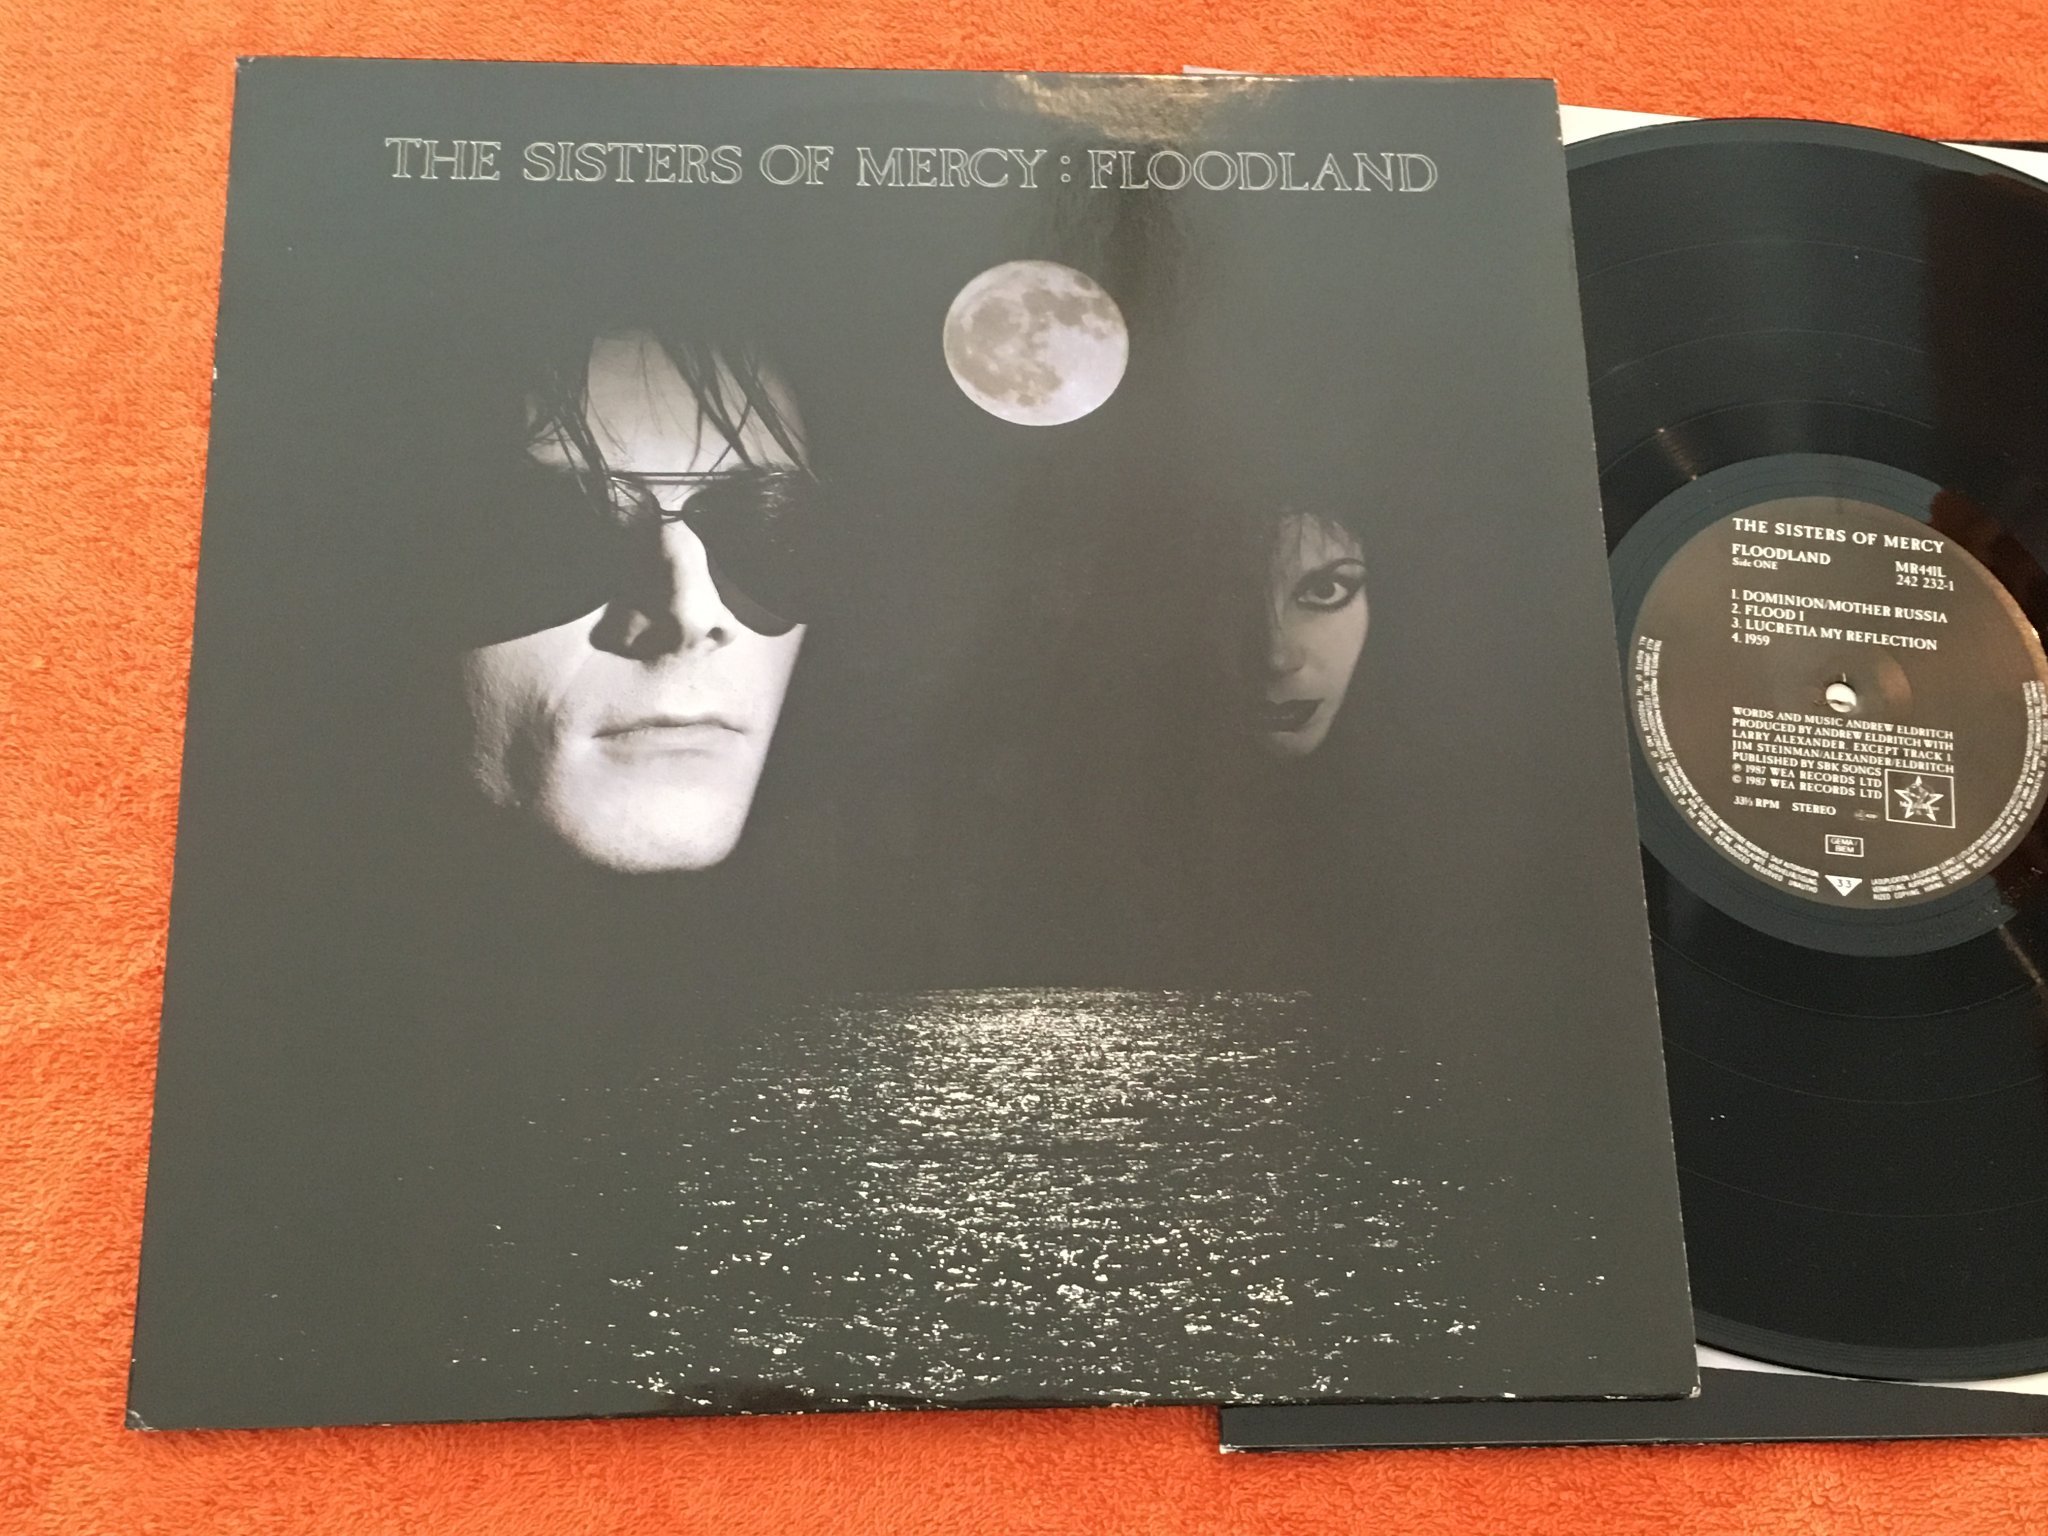 THE SISTERS OF MERCY : FLOODLAND
THE SISTERS OF MERCY
FLOODLAND
Side ONE
MR441L
242 232-1
1. DOMINION/MOTHER RUSSIA
2. FLOOD I
3. LUCRETIA MY REFLECTION
4. 1959
WORDS AND MUSIC ANDREW ELDRITCH
PRODUCED BY ANDREW ELDRITCH WITH
LARRY ALEXANDER. EXCEPT TRACK 1.
JIM STEINMAN/ALEXANDER/ELDRITCH
PUBLISHED BY SBK SONGS
℗ 1987 WEA RECORDS LTD
© 1987 WEA RECORDS LTD
33⅓ RPM STEREO
GEMA/
BIEM
33